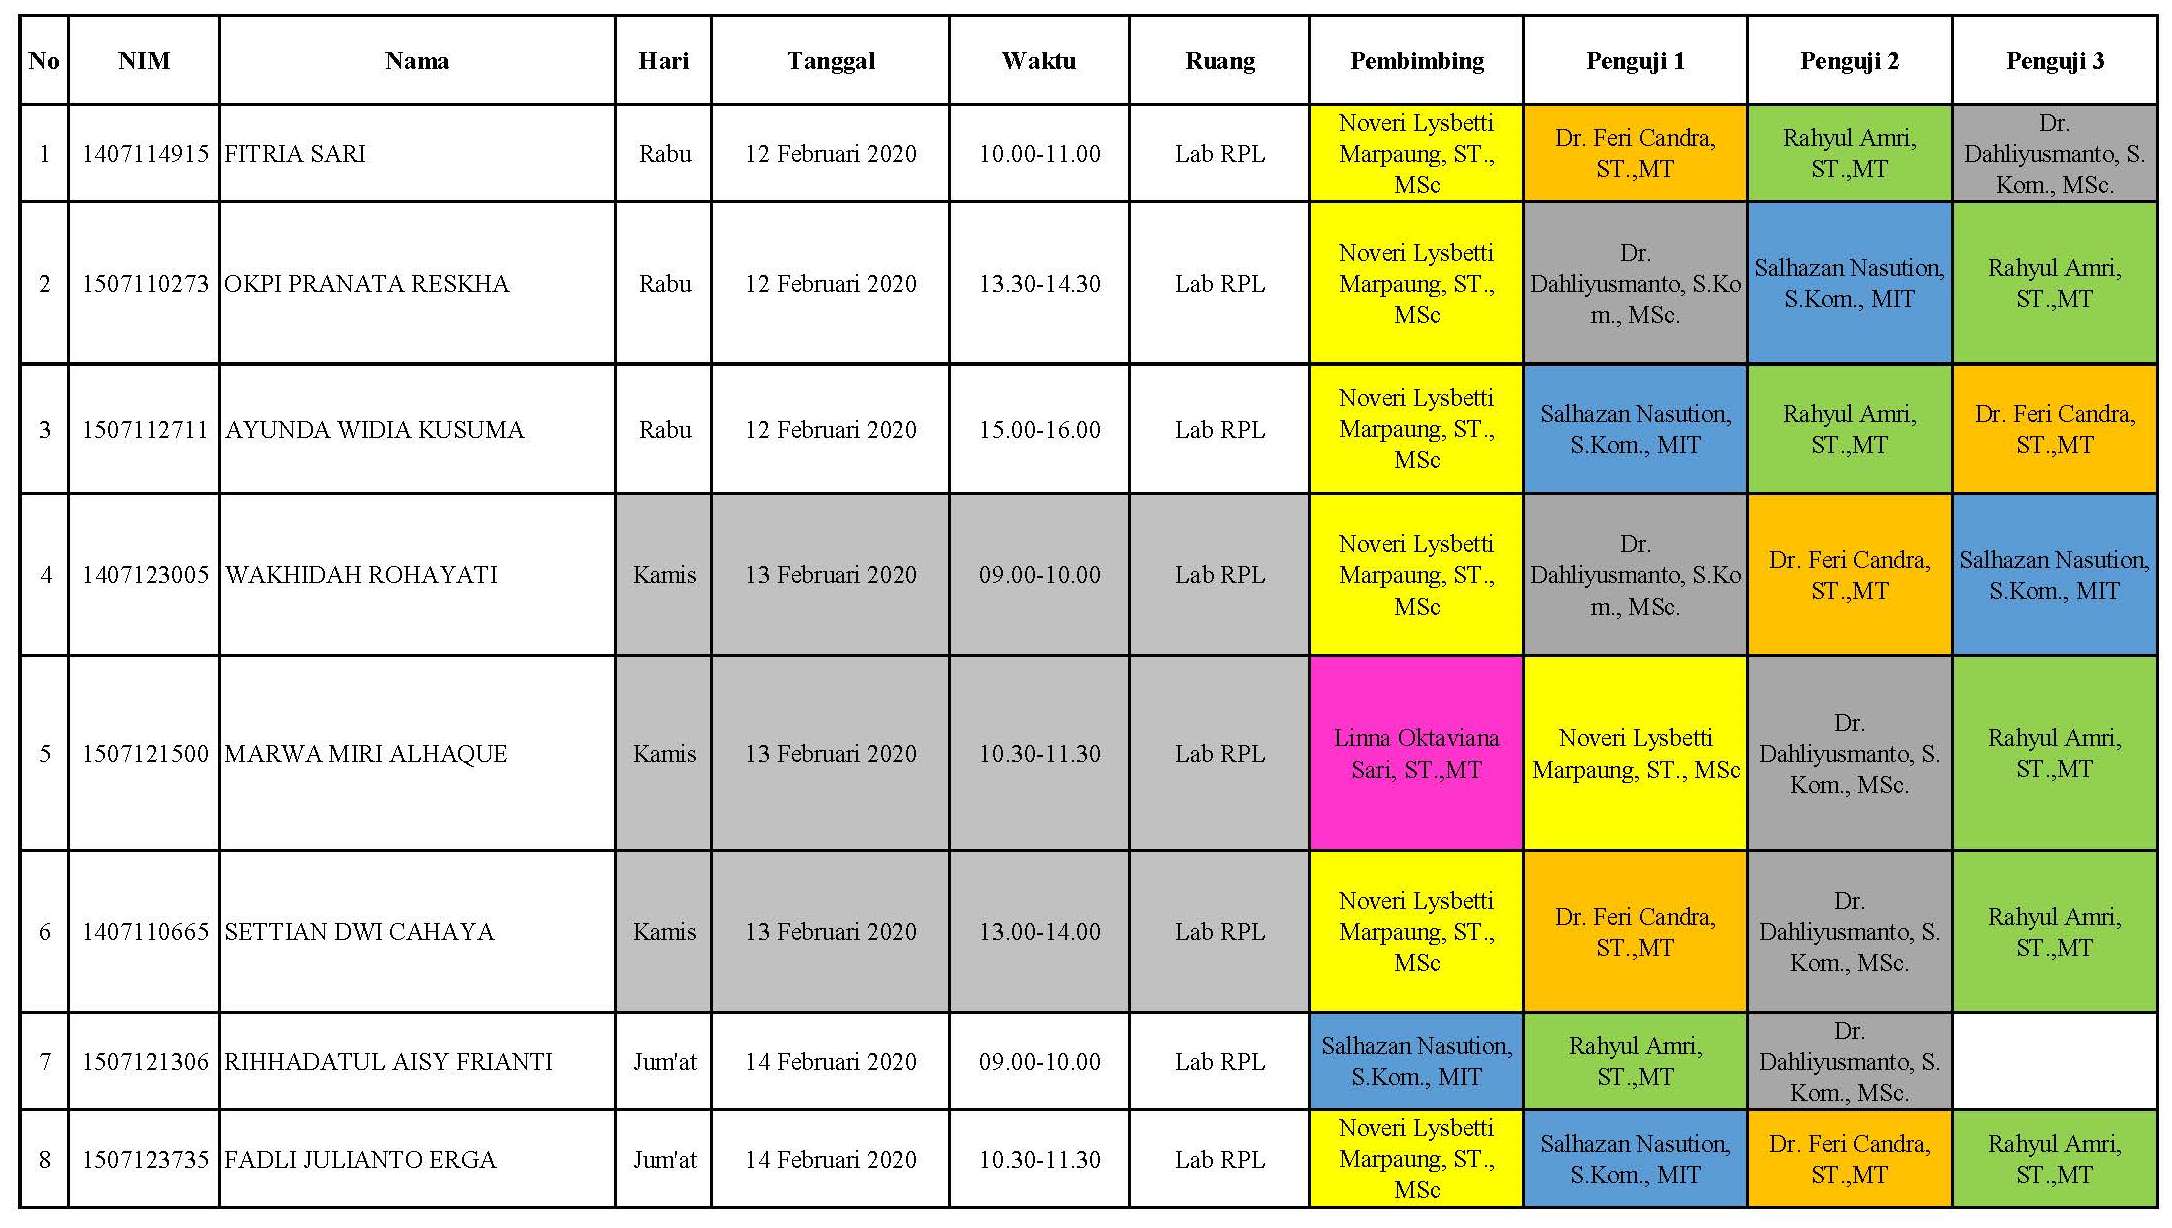 No NIM Nama Hari Tanggal Waktu Ruang Pembimbing Penguji 1 Penguji 2 Penguji 3
1 1407114915 FITRIA SARI Rabu 12 Februari 2020 10.00-11.00 Lab RPL Noveri Lysbetti Marpaung, ST., MSc Dr. Feri Candra, ST.,MT Rahyul Amri, ST.,MT Dr. Dahliyusmanto, S. Kom., MSc.
2 1507110273 OKPI PRANATA RESKHA Rabu 12 Februari 2020 13.30-14.30 Lab RPL Noveri Lysbetti Marpaung, ST., MSc Dr. Dahliyusmanto, S.Ko m., MSc. Salhazan Nasution, S.Kom., MIT Rahyul Amri, ST.,MT
3 1507112711 AYUNDA WIDIA KUSUMA Rabu 12 Februari 2020 15.00-16.00 Lab RPL Noveri Lysbetti Marpaung, ST., MSc Salhazan Nasution, S.Kom., MIT Rahyul Amri, ST.,MT Dr. Feri Candra, ST.,MT
4 1407123005 WAKHIDAH ROHAYATI Kamis 13 Februari 2020 09.00-10.00 Lab RPL Noveri Lysbetti Marpaung, ST., MSc Dr. Dahliyusmanto, S.Ko m., MSc. Dr. Feri Candra, ST.,MT Salhazan Nasution, S.Kom., MIT
5 1507121500 MARWA MIRI ALHAQUE Kamis 13 Februari 2020 10.30-11.30 Lab RPL Linna Oktaviana Sari, ST.,MT Noveri Lysbetti Marpaung, ST., MSc Dr. Dahliyusmanto, S. Kom., MSc. Rahyul Amri, ST.,MT
6 1407110665 SETTIAN DWI CAHAYA Kamis 13 Februari 2020 13.00-14.00 Lab RPL Noveri Lysbetti Marpaung, ST., MSc Dr. Feri Candra, ST.,MT Dr. Dahliyusmanto, S. Kom., MSc. Rahyul Amri, ST.,MT
7 1507121306 RIHHADATUL AISY FRIANTI Jum'at 14 Februari 2020 09.00-10.00 Lab RPL Salhazan Nasution, S.Kom., MIT Rahyul Amri, ST.,MT Dr. Dahliyusmanto, S. Kom., MSc.
8 1507123735 FADLI JULIANTO ERGA Jum'at 14 Februari 2020 10.30-11.30 Lab RPL Noveri Lysbetti Marpaung, ST., MSc Salhazan Nasution, S.Kom., MIT Dr. Feri Candra, ST.,MT Rahyul Amri, ST.,MT